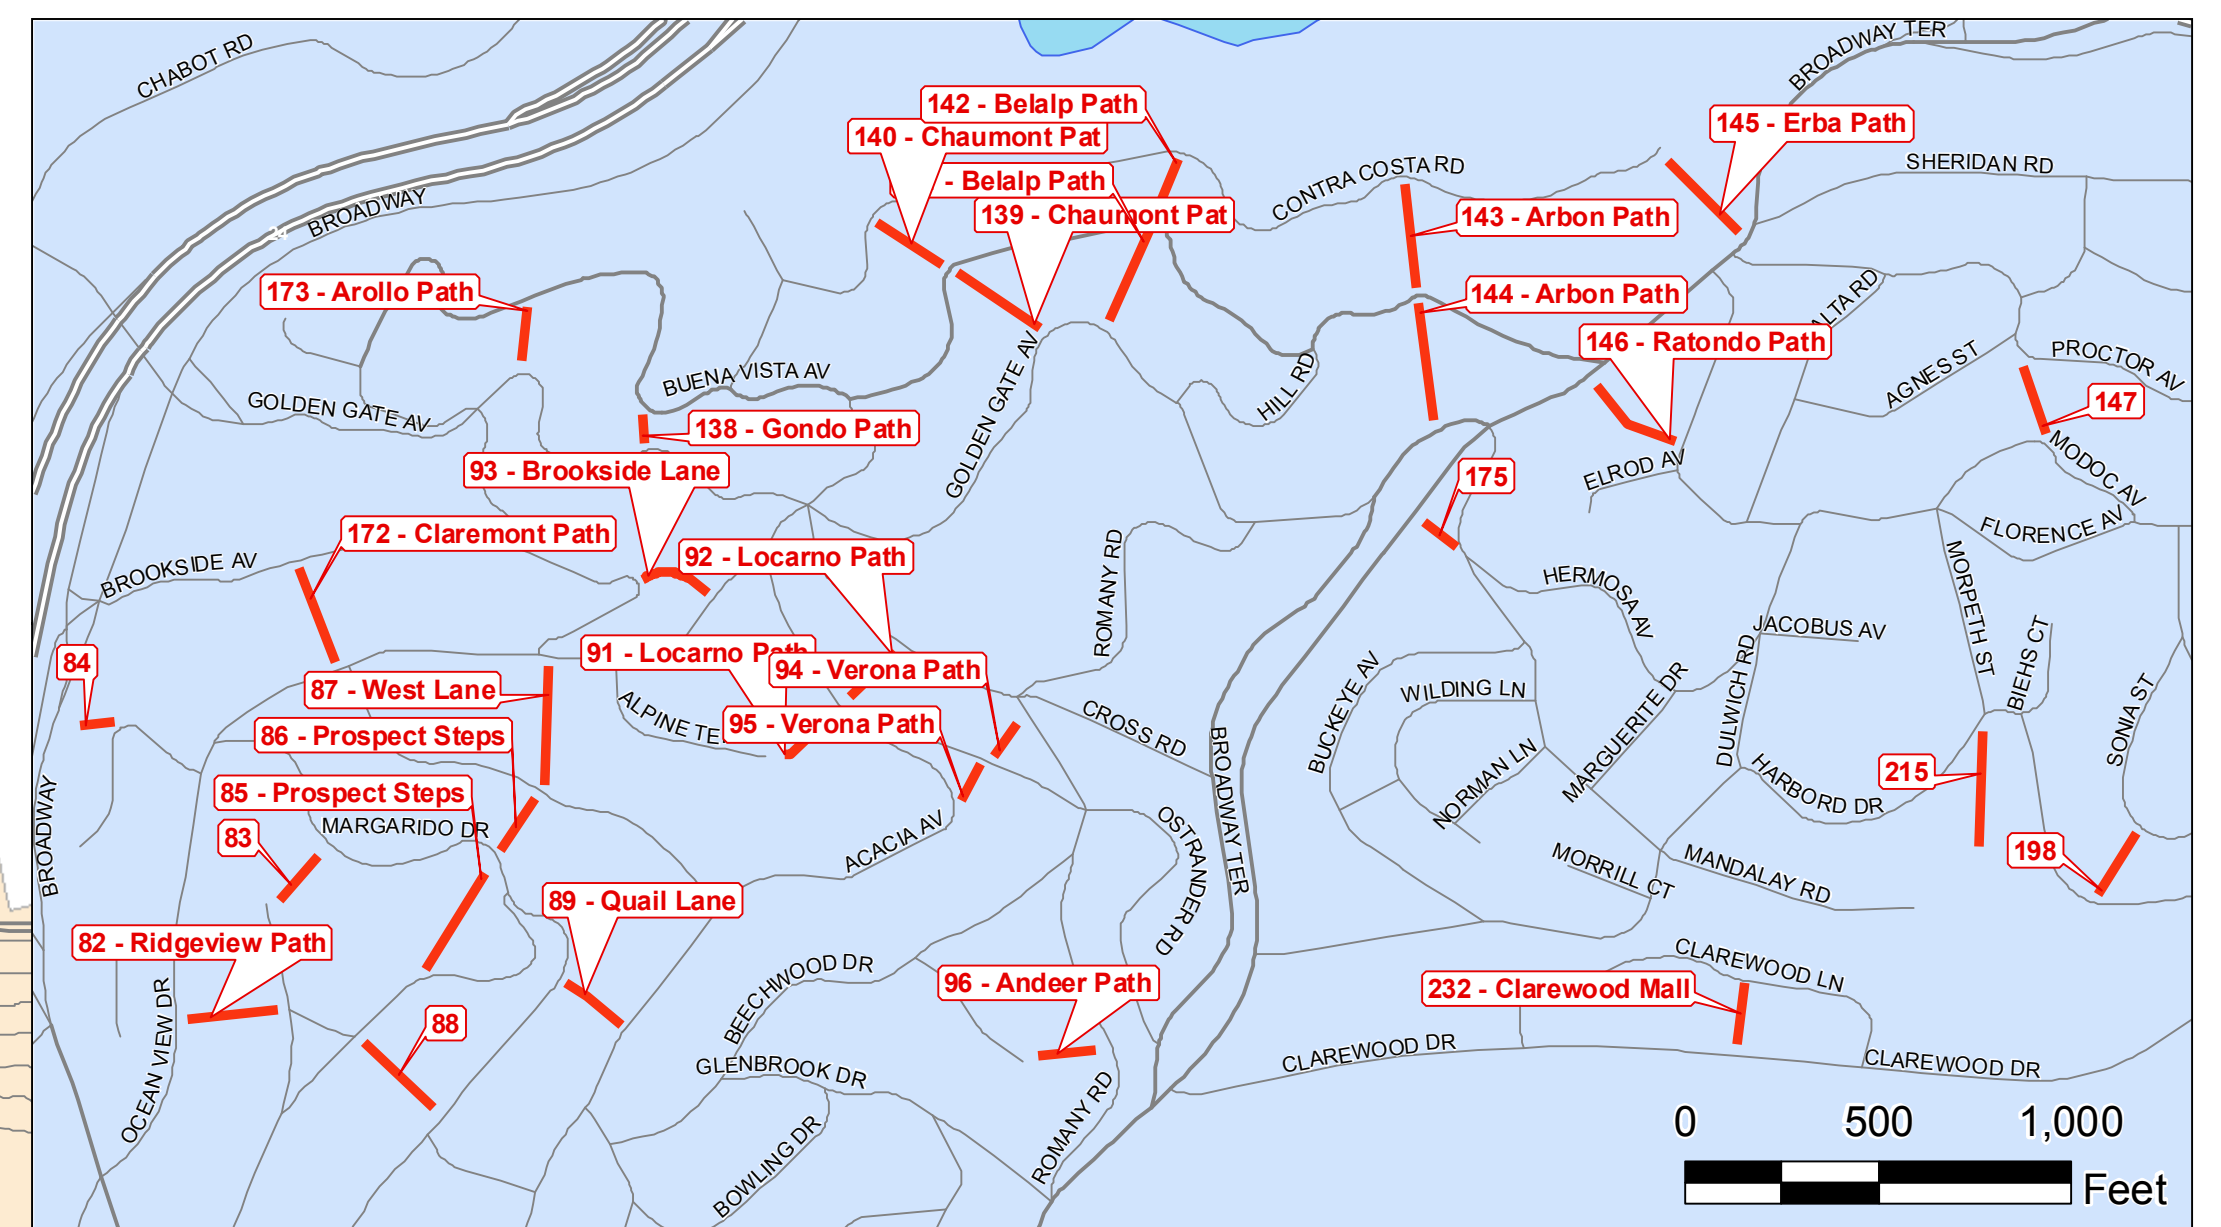 CHABOT RD
BROADWAY TER
142 - Belalp Path
145 - Erba Path
140 - Chaumont Pat
SHERIDAN RD
CONTRA COSTA RD
- Belalp Path
BROADWAY
24
139 - Chaumont Pat
143 - Arbon Path
173 - Arollo Path
144 - Arbon Path
ALTA RD
146 - Ratondo Path
PROCTOR AV
AGNES ST
BUENA VISTA AV
HILL RD
GOLDEN GATE AV
GOLDEN GATE AV
147
138 - Gondo Path
93 - Brookside Lane
ELROD AV
175
MODOC AV
FLORENCE AV
172 - Claremont Path
92 - Locarno Path
BROOKSIDE AV
ROMANY RD
HERMOSA AV
MORPETH ST
JACOBUS AV
BIEHS CT
84
91 - Locarno Path
94 - Verona Path
87 - West Lane
WILDING LN
BUCKEYE AV
MARGUERITE DR
DULWICH RD
SONIA ST
ALPINE TE
95 - Verona Path
CROSS RD
86 - Prospect Steps
BROADWAY TER
NORMAN LN
HARBORD DR
215
85 - Prospect Steps
MARGARIDO DR
83
ACACIA AV
OSTRANDER RD
BROADWAY
MORRILL CT
MANDALAY RD
198
89 - Quail Lane
82 - Ridgeview Path
BEECHWOOD DR
96 - Andeer Path
CLAREWOOD LN
232 - Clarewood Mall
88
OCEAN VIEW DR
GLENBROOK DR
CLAREWOOD DR
CLAREWOOD DR
ROMANY RD
BOWLING DR
0 500 1,000
Feet